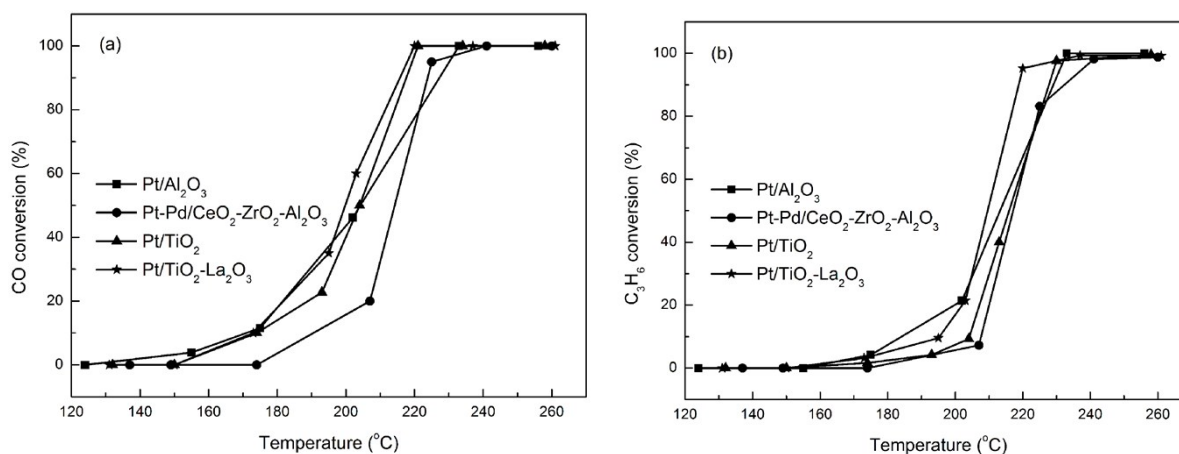 (a)
CO conversion (%)
100
80
60
40
20
0
Pt/Al₂O₃
Pt-Pd/CeO₂-ZrO₂-Al₂O₃
Pt/TiO₂
Pt/TiO₂-La₂O₃
120 140 160 180 200 220 240 260
Temperature (°C)
(b)
C₃H₆ conversion (%)
100
80
60
40
20
0
Pt/Al₂O₃
Pt-Pd/CeO₂-ZrO₂-Al₂O₃
Pt/TiO₂
Pt/TiO₂-La₂O₃
120 140 160 180 200 220 240 260
Temperature (°C)